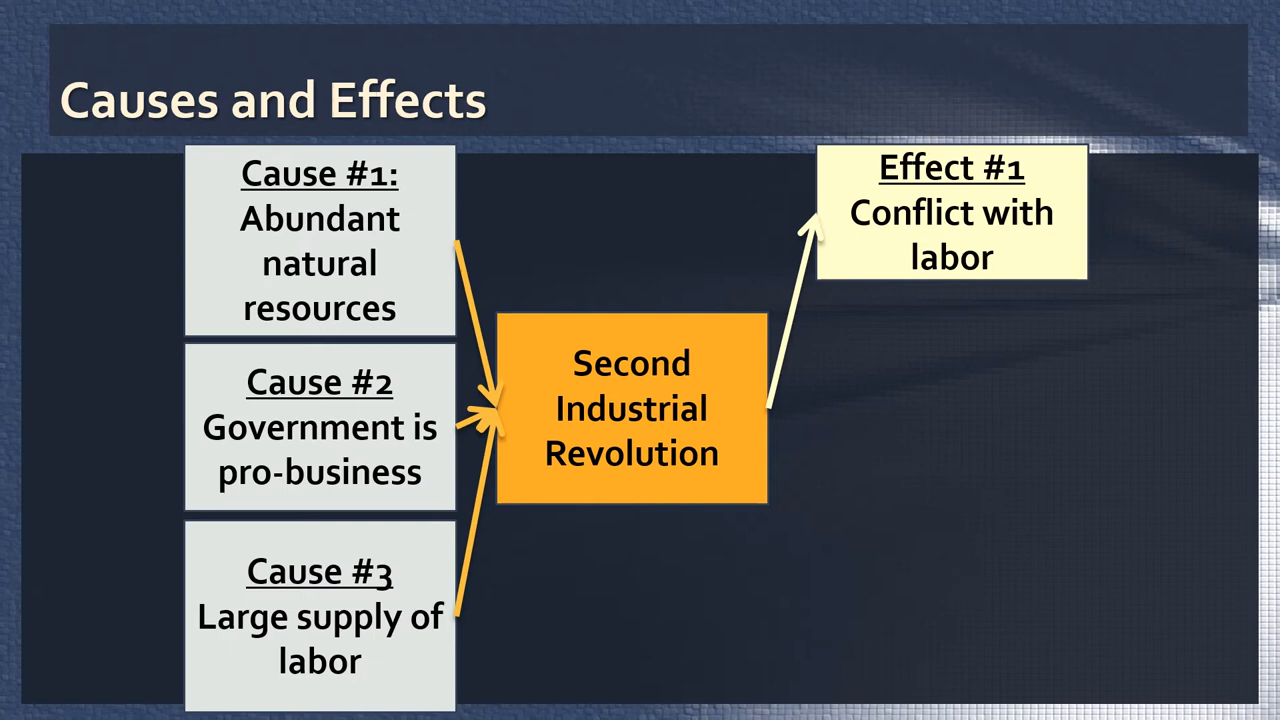 Causes and Effects
Cause #1:
Abundant
natural
resources
Cause #2
Government is
pro-business
Cause #3
Large supply of
labor
Second
Industrial
Revolution
Effect #1
Conflict with
labor